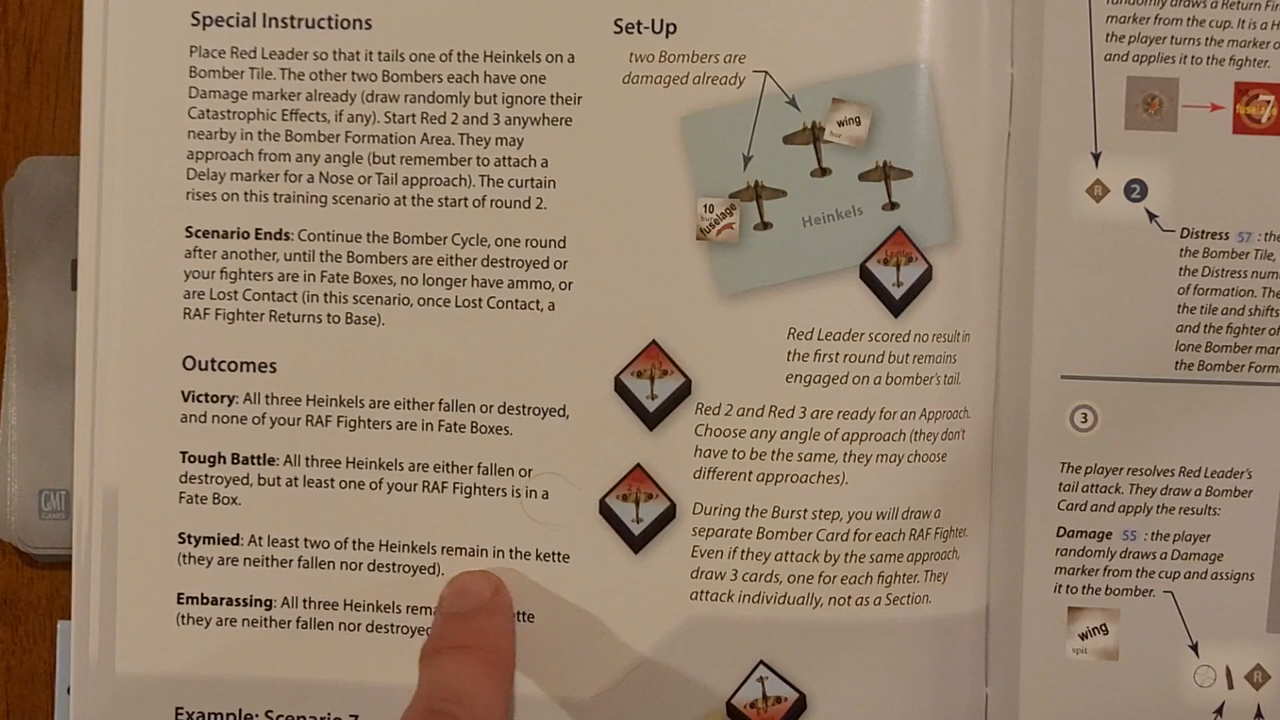 Special Instructions
Place Red Leader so that it tails one of the Heinkels on a
Bomber Tile. The other two Bombers each have one
Damage marker already (draw randomly but ignore their
Catastrophic Effects, if any). Start Red 2 and 3 anywhere
nearby in the Bomber Formation Area. They may
approach from any angle (but remember to attach a
Delay marker for a Nose or Tail approach). The curtain
rises on this training scenario at the start of round 2.
Scenario Ends: Continue the Bomber Cycle, one round
after another, until the Bombers are either destroyed or
your fighters are in Fate Boxes, no longer have ammo, or
are Lost Contact (in this scenario, once Lost Contact, a
RAF Fighter Returns to Base).
Outcomes
Victory: All three Heinkels are either fallen or destroyed,
and none of your RAF Fighters are in Fate Boxes.
Tough Battle: All three Heinkels are either fallen or
destroyed, but at least one of your RAF Fighters is in a
Fate Box.
Stymied: At least two of the Heinkels remain in the kette
(they are neither fallen nor destroyed).
Embarassing: All three Heinkels
(they are neither fallen nor
Example: Scenario 7
Set-Up
two Bombers are
damaged already
wing
hur
10
hur
fuselage
Heinkels
Leader
Red Leader scored no result in
the first round but remains
engaged on a bomber's tail.
Red 2 and Red 3 are ready for an Approach.
Choose any angle of approach (they don't
have to be the same, they may choose
different approaches).
During the Burst step, you will draw a
separate Bomber Card for each RAF Fighter.
Even if they attack by the same approach,
draw 3 cards, one for each fighter. They
attack individually, not as a Section.
randomly draws a Return
marker from the cup. It is a
the player turns the marker
and applies it to the fighter.
fuselage
7
R 2
Distress 57 : the
the Bomber Tile,
the Distress
of formation.
the tile and shifts
and the fighter
lone Bomber
the Bomber
3
The player resolves Red Leader's
tail attack. They draw a Bomber
Card and apply the results:
Damage 55 : the player
randomly draws a Damage
marker from the cup and assigns
it to the bomber.
wing
spit
R
GMT
GAMES